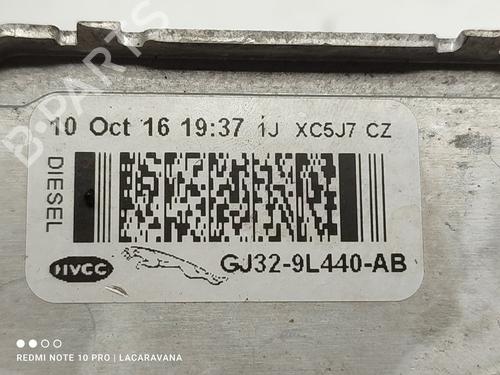 B-PARTS
10 Oct 16 19:37 1J XC5J7 CZ
DIESEL
HVCC
GJ32-9L440-AB
REDMI NOTE 10 PRO | LACARAVANA